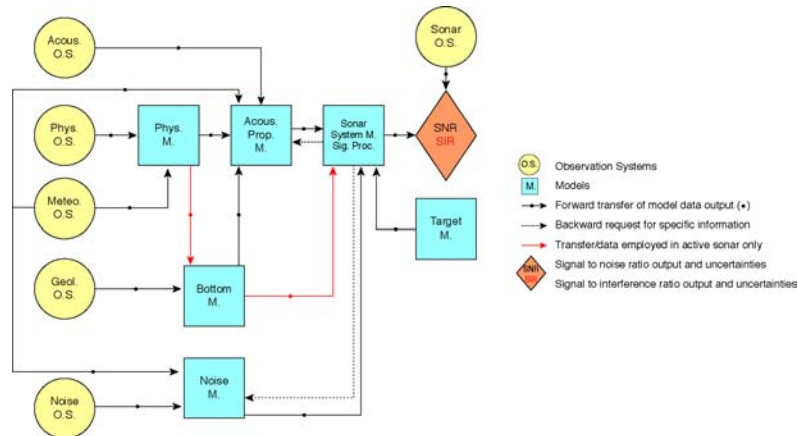 Acous.
O.S.
Sonar
O.S.
Phys.
O.S.
Phys.
M.
Acous.
Prop.
M.
Sonar
System M.
Sig. Proc.
SNR
SIR
Meteo.
O.S.
Target
M.
Geol.
O.S.
Bottom
M.
Noise
M.
Noise
O.S.
O.S. Observation Systems
M. Models
Forward transfer of model data output (•)
Backward request for specific information
Transfer/data employed in active sonar only
SNR Signal to noise ratio output and uncertainties
SIR Signal to interference ratio output and uncertainties